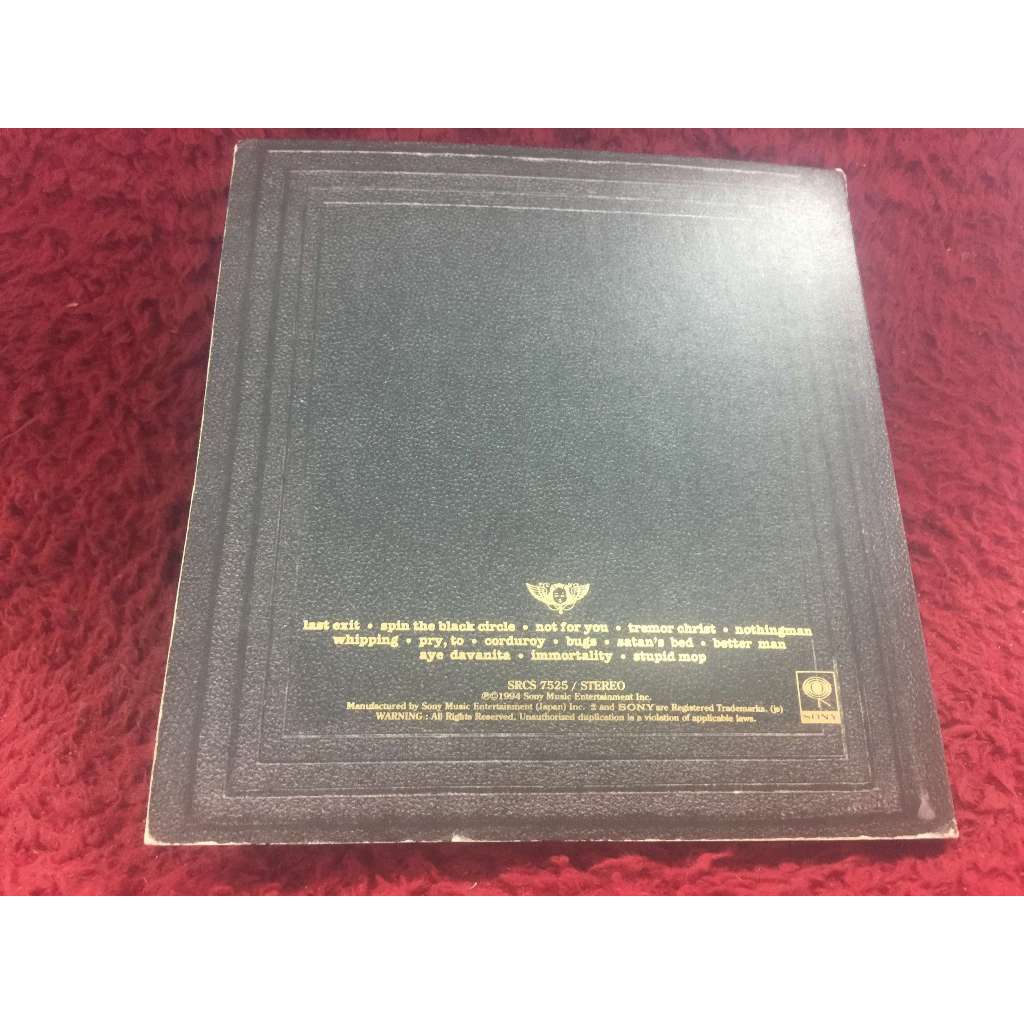 last exit • spin the black circle • not for you • tremor christ • nothingman
whipping • pry, to • corduroy • bugs • satan's bed • better man
aye davanita • immortality • stupid mop
SRCS 7525 / STEREO
℗©1994 Sony Music Entertainment Inc.
Manufactured by Sony Music Entertainment (Japan) Inc. and SONY are Registered Trademarks. (jp)
WARNING : All Rights Reserved. Unauthorized duplication is a violation of applicable laws.
SONY